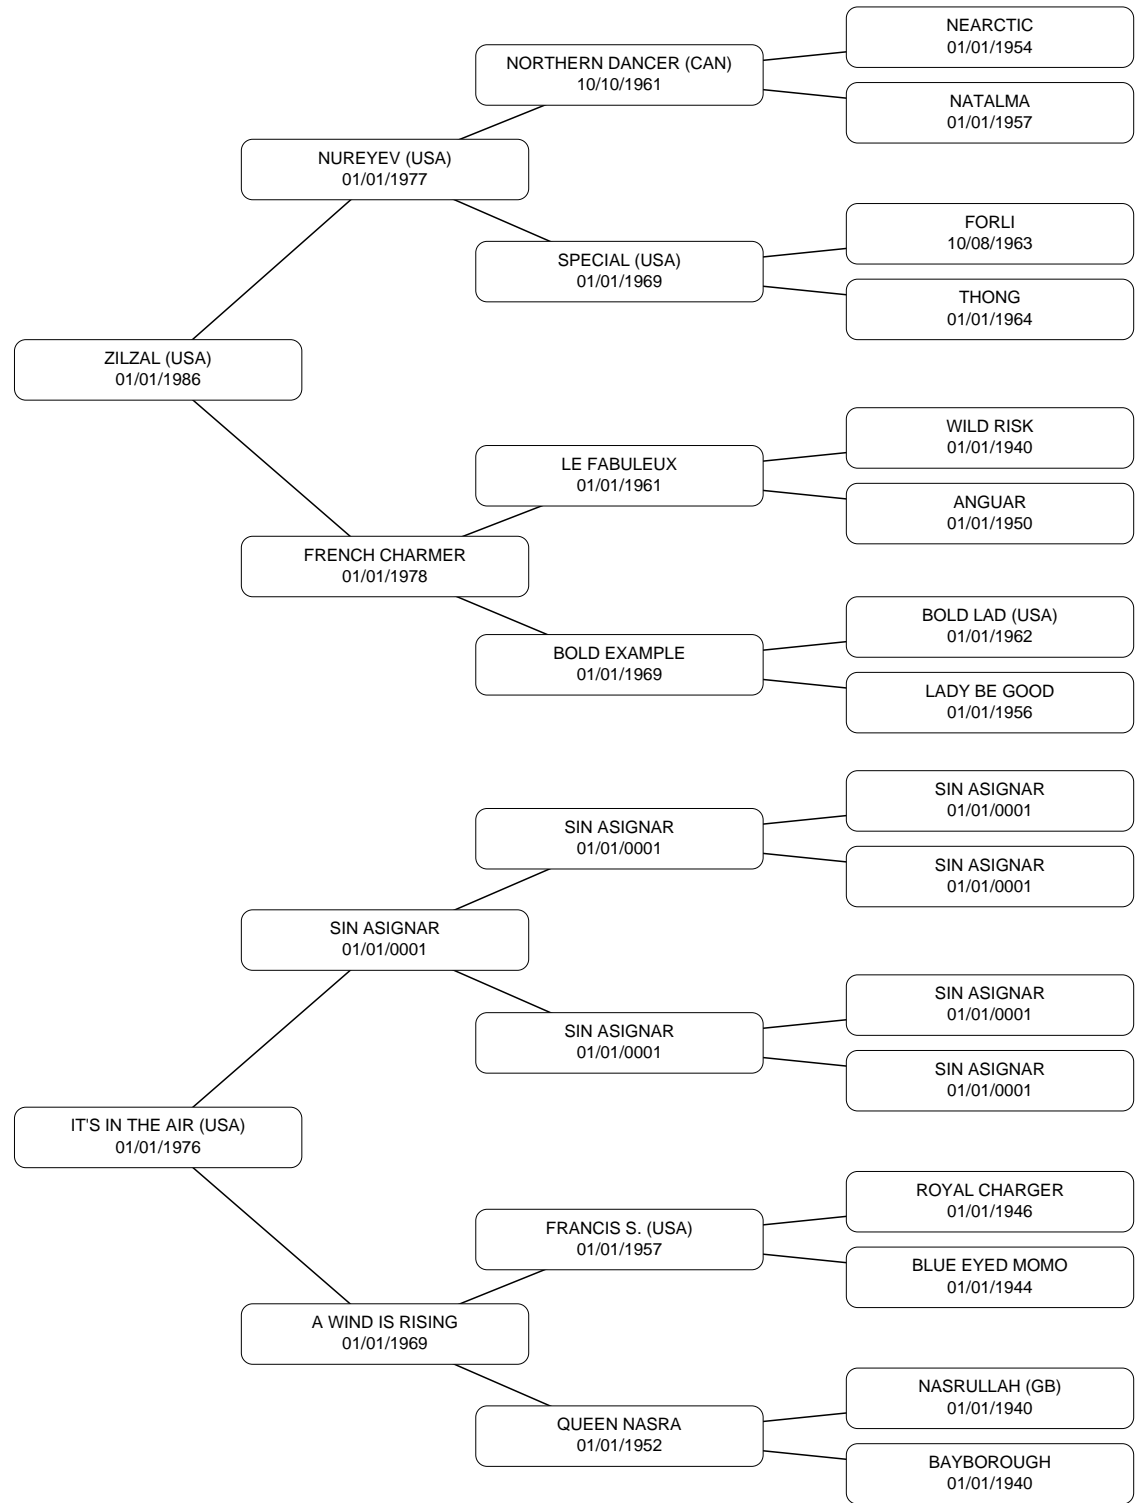 NEARCTIC
01/01/1954
NORTHERN DANCER (CAN)
10/10/1961
NATALMA
01/01/1957
NUREYEV (USA)
01/01/1977
FORLI
10/08/1963
SPECIAL (USA)
01/01/1969
THONG
01/01/1964
ZILZAL (USA)
01/01/1986
WILD RISK
01/01/1940
LE FABULEUX
01/01/1961
ANGUAR
01/01/1950
FRENCH CHARMER
01/01/1978
BOLD LAD (USA)
01/01/1962
BOLD EXAMPLE
01/01/1969
LADY BE GOOD
01/01/1956
SIN ASIGNAR
01/01/0001
SIN ASIGNAR
01/01/0001
SIN ASIGNAR
01/01/0001
SIN ASIGNAR
01/01/0001
SIN ASIGNAR
01/01/0001
SIN ASIGNAR
01/01/0001
SIN ASIGNAR
01/01/0001
IT'S IN THE AIR (USA)
01/01/1976
ROYAL CHARGER
01/01/1946
FRANCIS S. (USA)
01/01/1957
BLUE EYED MOMO
01/01/1944
A WIND IS RISING
01/01/1969
NASRULLAH (GB)
01/01/1940
QUEEN NASRA
01/01/1952
BAYBOROUGH
01/01/1940